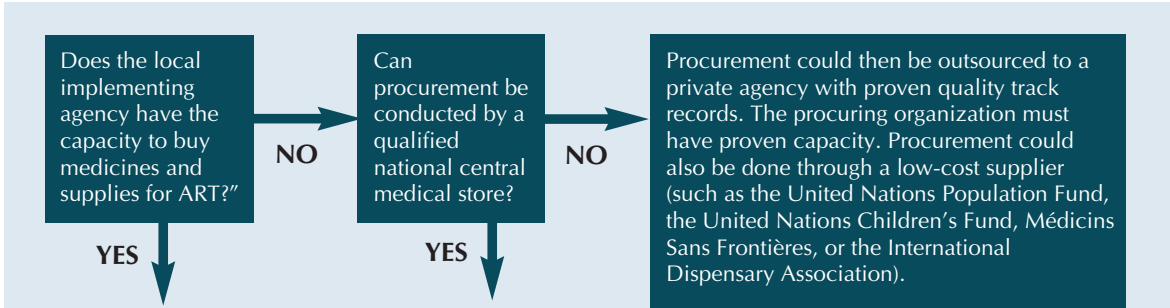 Does the local
implementing
agency have the
capacity to buy
medicines and
supplies for ART?”
NO
YES
Can
procurement be
conducted by a
qualified
national central
medical store?
NO
YES
Procurement could then be outsourced to a
private agency with proven quality track
records. The procuring organization must
have proven capacity. Procurement could
also be done through a low-cost supplier
(such as the United Nations Population Fund,
the United Nations Children’s Fund, Médicins
Sans Frontières, or the International
Dispensary Association).